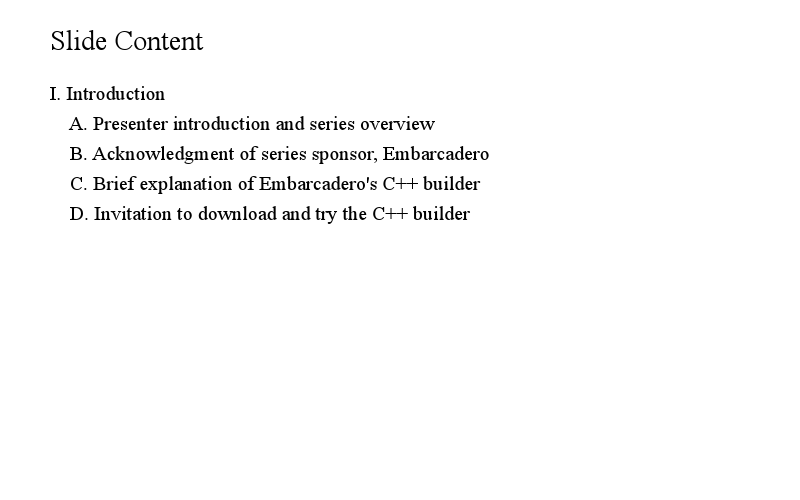 Slide Content
I. Introduction
A. Presenter introduction and series overview
B. Acknowledgment of series sponsor, Embarcadero
C. Brief explanation of Embarcadero's C++ builder
D. Invitation to download and try the C++ builder